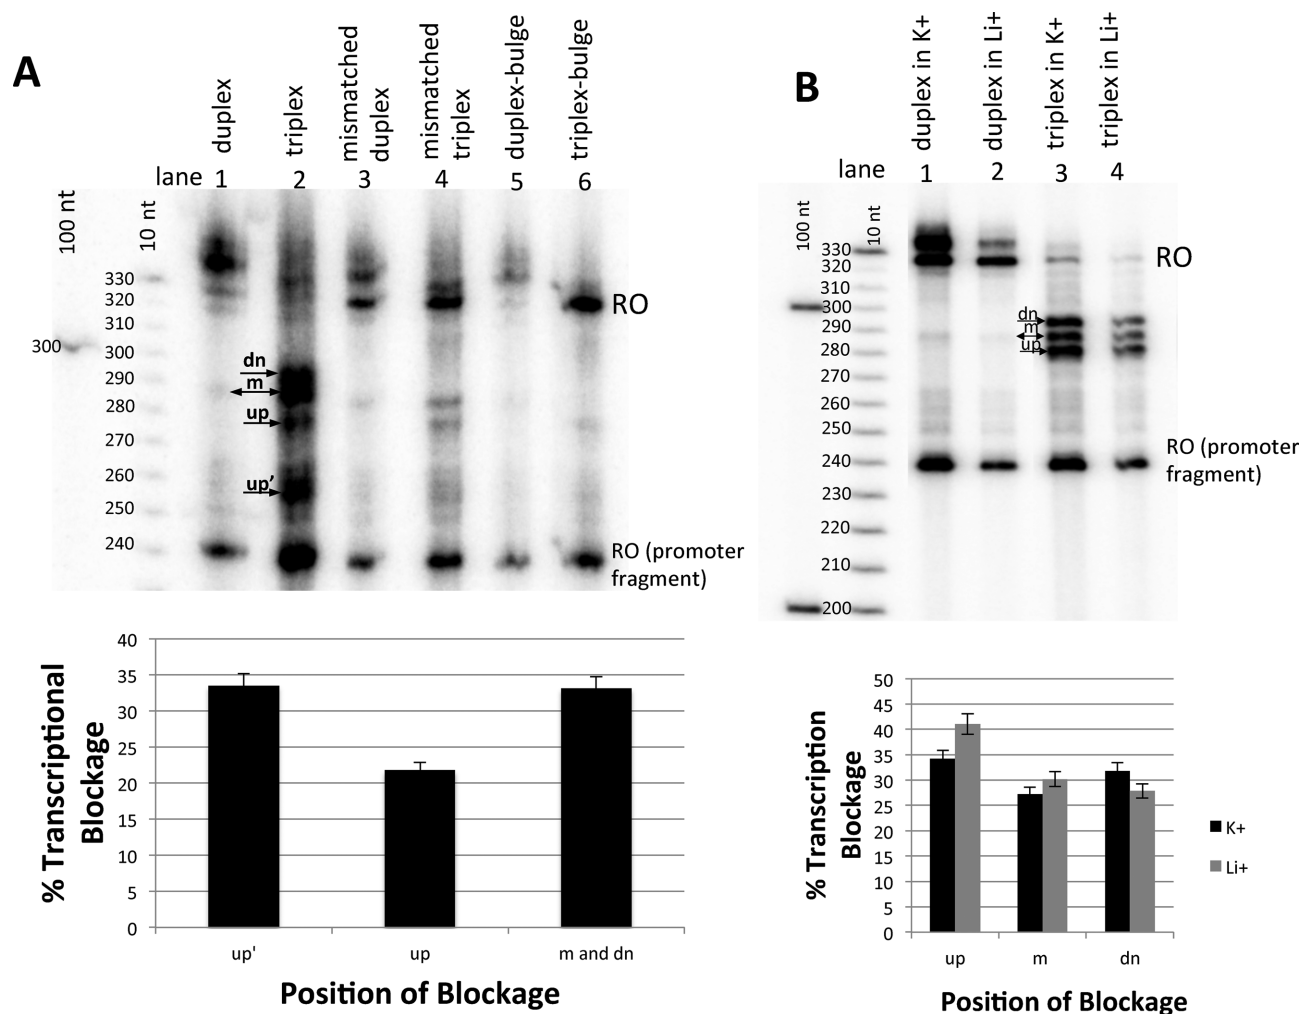 A
duplex
triplex
mismatched
duplex
mismatched
triplex
duplex-bulge
triplex-bulge
lane 1 2 3 4 5 6
100 nt
10 nt
330
320
310
300
300
290
280
270
260
250
240
dn
m
up
up’
RO
RO (promoter
fragment)
40
35
30
25
20
15
10
5
0
% Transcriptional
Blockage
up' up m and dn
Position of Blockage
B
duplex in K+
duplex in Li+
triplex in K+
triplex in Li+
lane 1 2 3 4
100 nt
10 nt
330
320
310
300
290
280
270
260
250
240
230
220
210
200
dn
m
up
RO
RO (promoter
fragment)
50
45
40
35
30
25
20
15
10
5
0
% Transcription
Blockage
up m dn
Position of Blockage
K+
Li+